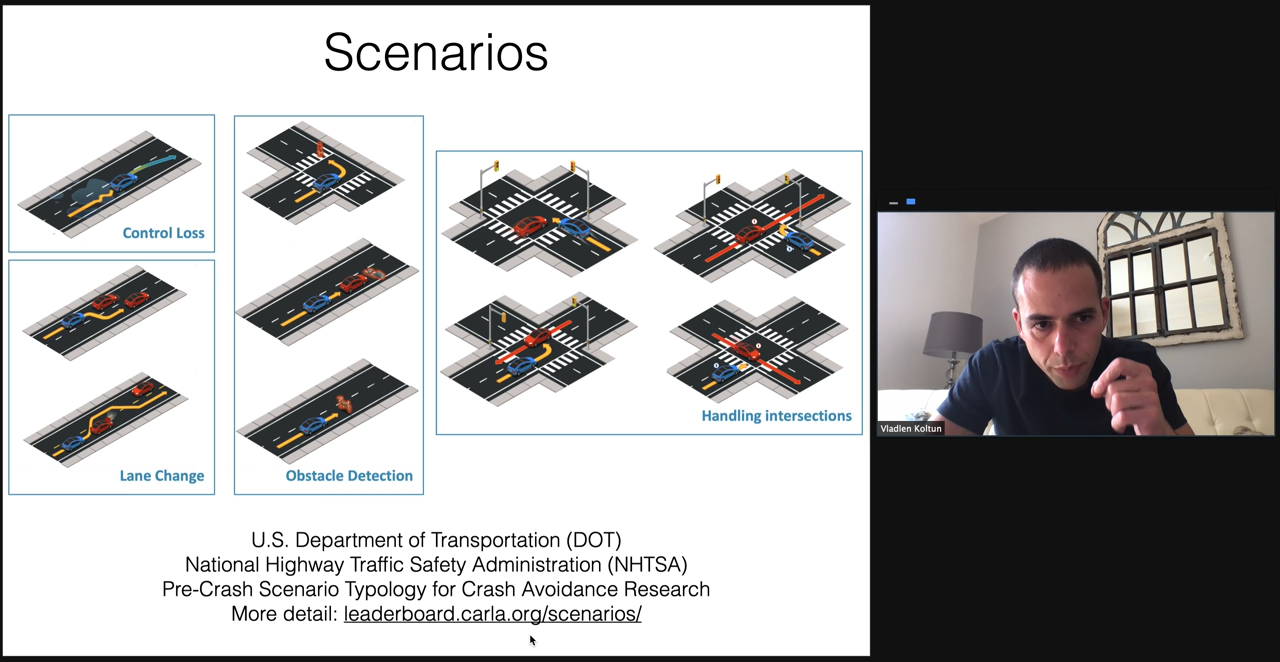 Scenarios
Control Loss
Lane Change
Obstacle Detection
Handling intersections
U.S. Department of Transportation (DOT)
National Highway Traffic Safety Administration (NHTSA)
Pre-Crash Scenario Typology for Crash Avoidance Research
More detail: leaderboard.carla.org/scenarios/
Vladlen Koltun